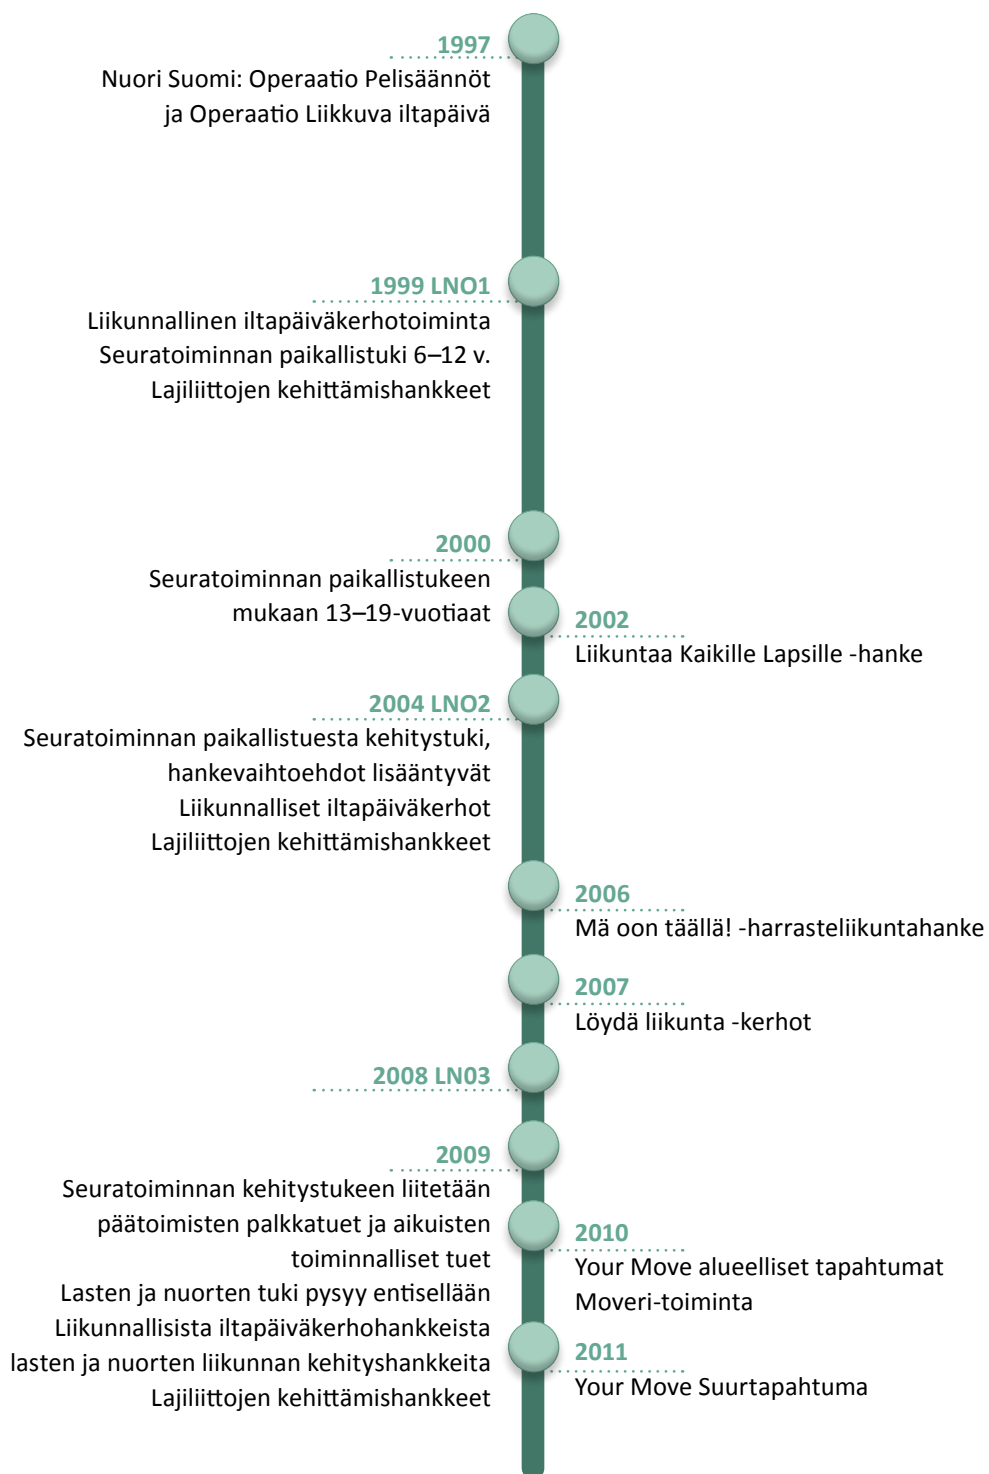 1997
Nuori Suomi: Operaatio Pelisäännöt
ja Operaatio Liikkuva iltapäivä
1999 LNO1
Liikunnallinen iltapäiväkerhotoiminta
Seuratoiminnan paikallistuki 6–12 v.
Lajiliittojen kehittämishankkeet
2000
Seuratoiminnan paikallistukeen
mukaan 13–19-vuotiaat
2002
Liikuntaa Kaikille Lapsille -hanke
2004 LNO2
Seuratoiminnan paikallistuesta kehitystuki,
hankevaihtoehdot lisääntyvät
Liikunnalliset iltapäiväkerhot
Lajiliittojen kehittämishankkeet
2006
Mä oon täällä! -harrasteliikuntahanke
2007
Löydä liikunta -kerhot
2008 LN03
2009
Seuratoiminnan kehitystukeen liitetään
päätoimisten palkkatuet ja aikuisten
toiminnalliset tuet
Lasten ja nuorten tuki pysyy entisellään
Liikunnallisista iltapäiväkerhohankkeista
lasten ja nuorten liikunnan kehityshankkeita
Lajiliittojen kehittämishankkeet
2010
Your Move alueelliset tapahtumat
Moveri-toiminta
2011
Your Move Suurtapahtuma